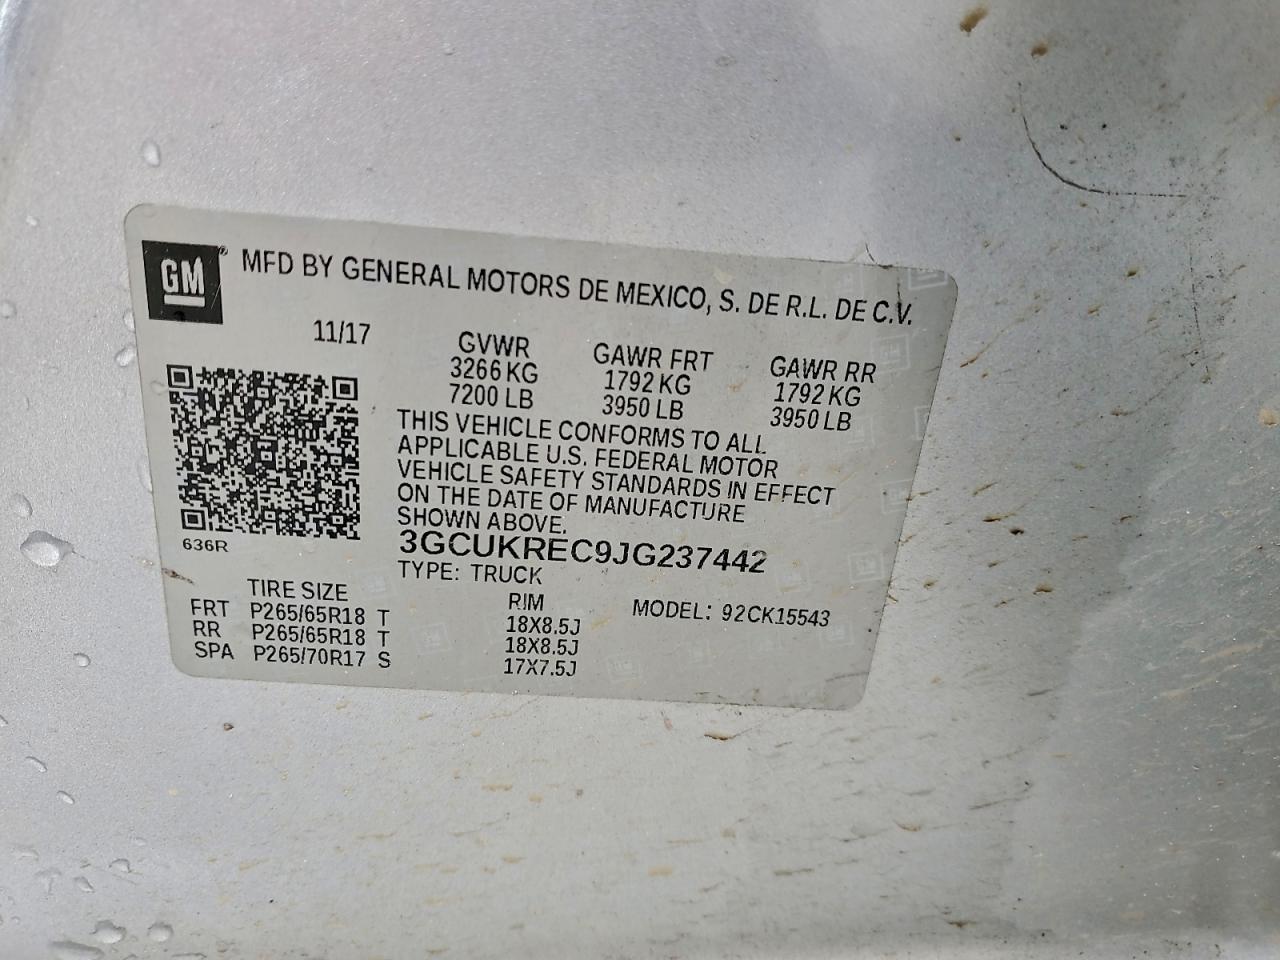 GM ® MFD BY GENERAL MOTORS DE MEXICO, S. DE R.L. DE C.V.
11/17
GVWR GAWR FRT GAWR RR
3266 KG 1792 KG 1792 KG
7200 LB 3950 LB 3950 LB
THIS VEHICLE CONFORMS TO ALL
APPLICABLE U.S. FEDERAL MOTOR
VEHICLE SAFETY STANDARDS IN EFFECT
ON THE DATE OF MANUFACTURE
SHOWN ABOVE.
636R
3GCUKREC9JG237442
TYPE: TRUCK
TIRE SIZE RIM MODEL: 92CK15543
FRT P265/65R18 T 18X8.5J
RR P265/65R18 T 18X8.5J
SPA P265/70R17 S 17X7.5J